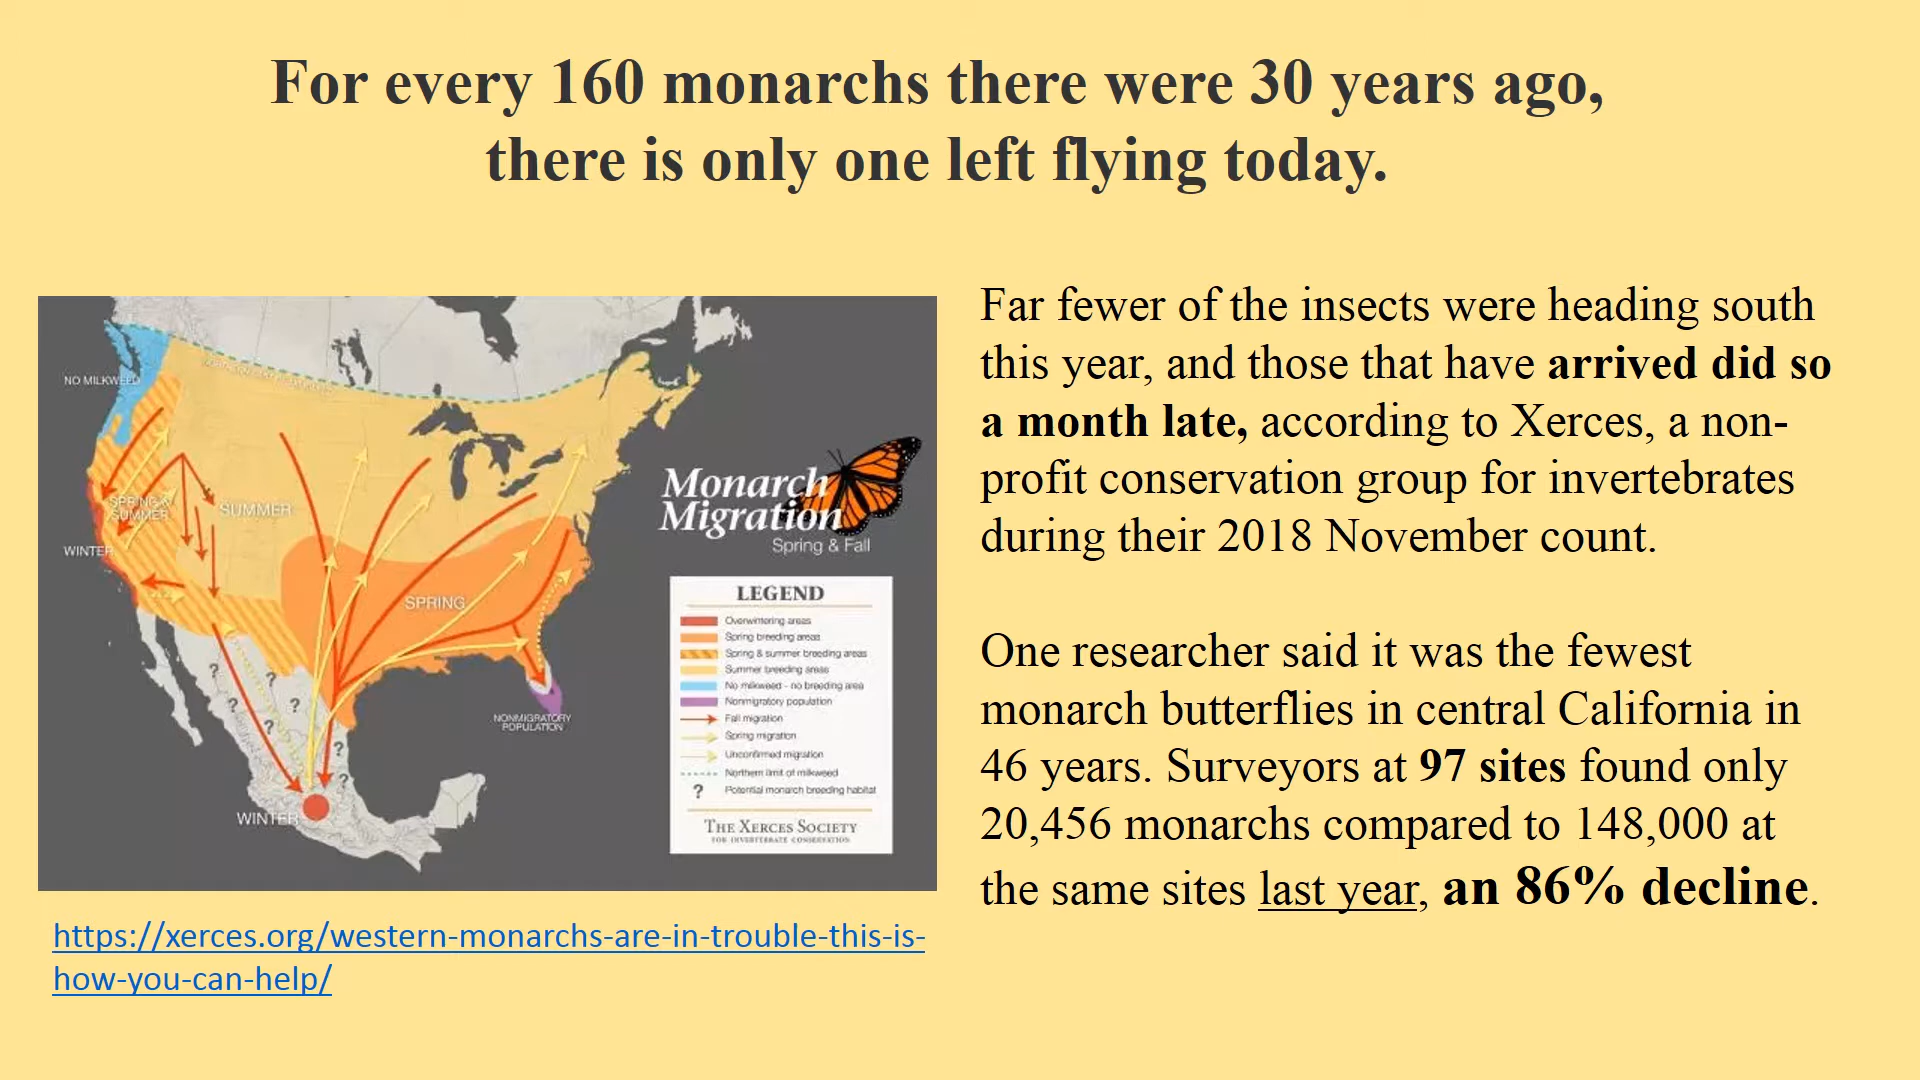 For every 160 monarchs there were 30 years ago,
there is only one left flying today.
Far fewer of the insects were heading south
this year, and those that have arrived did so
a month late, according to Xerces, a non-
profit conservation group for invertebrates
during their 2018 November count.
One researcher said it was the fewest
monarch butterflies in central California in
46 years. Surveyors at 97 sites found only
20,456 monarchs compared to 148,000 at
the same sites last year, an 86% decline.
NO MILKWEED
SPRING &
SUMMER
SUMMER
WINTER
SPRING
NONMIGRATORY
POPULATION
WINTER
?
?
?
?
?
?
?
Monarch
Migration
Spring & Fall
LEGEND
Overwintering areas
Spring breeding areas
Spring & summer breeding areas
Summer breeding areas
No milkweed - no breeding area
Nonmigratory population
Fall migration
Spring migration
Unconfirmed migration
Northern limit of milkweed
? Potential monarch breeding habitat
THE XERCES SOCIETY
FOR INVERTEBRATE CONSERVATION
https://xerces.org/western-monarchs-are-in-trouble-this-is-
how-you-can-help/